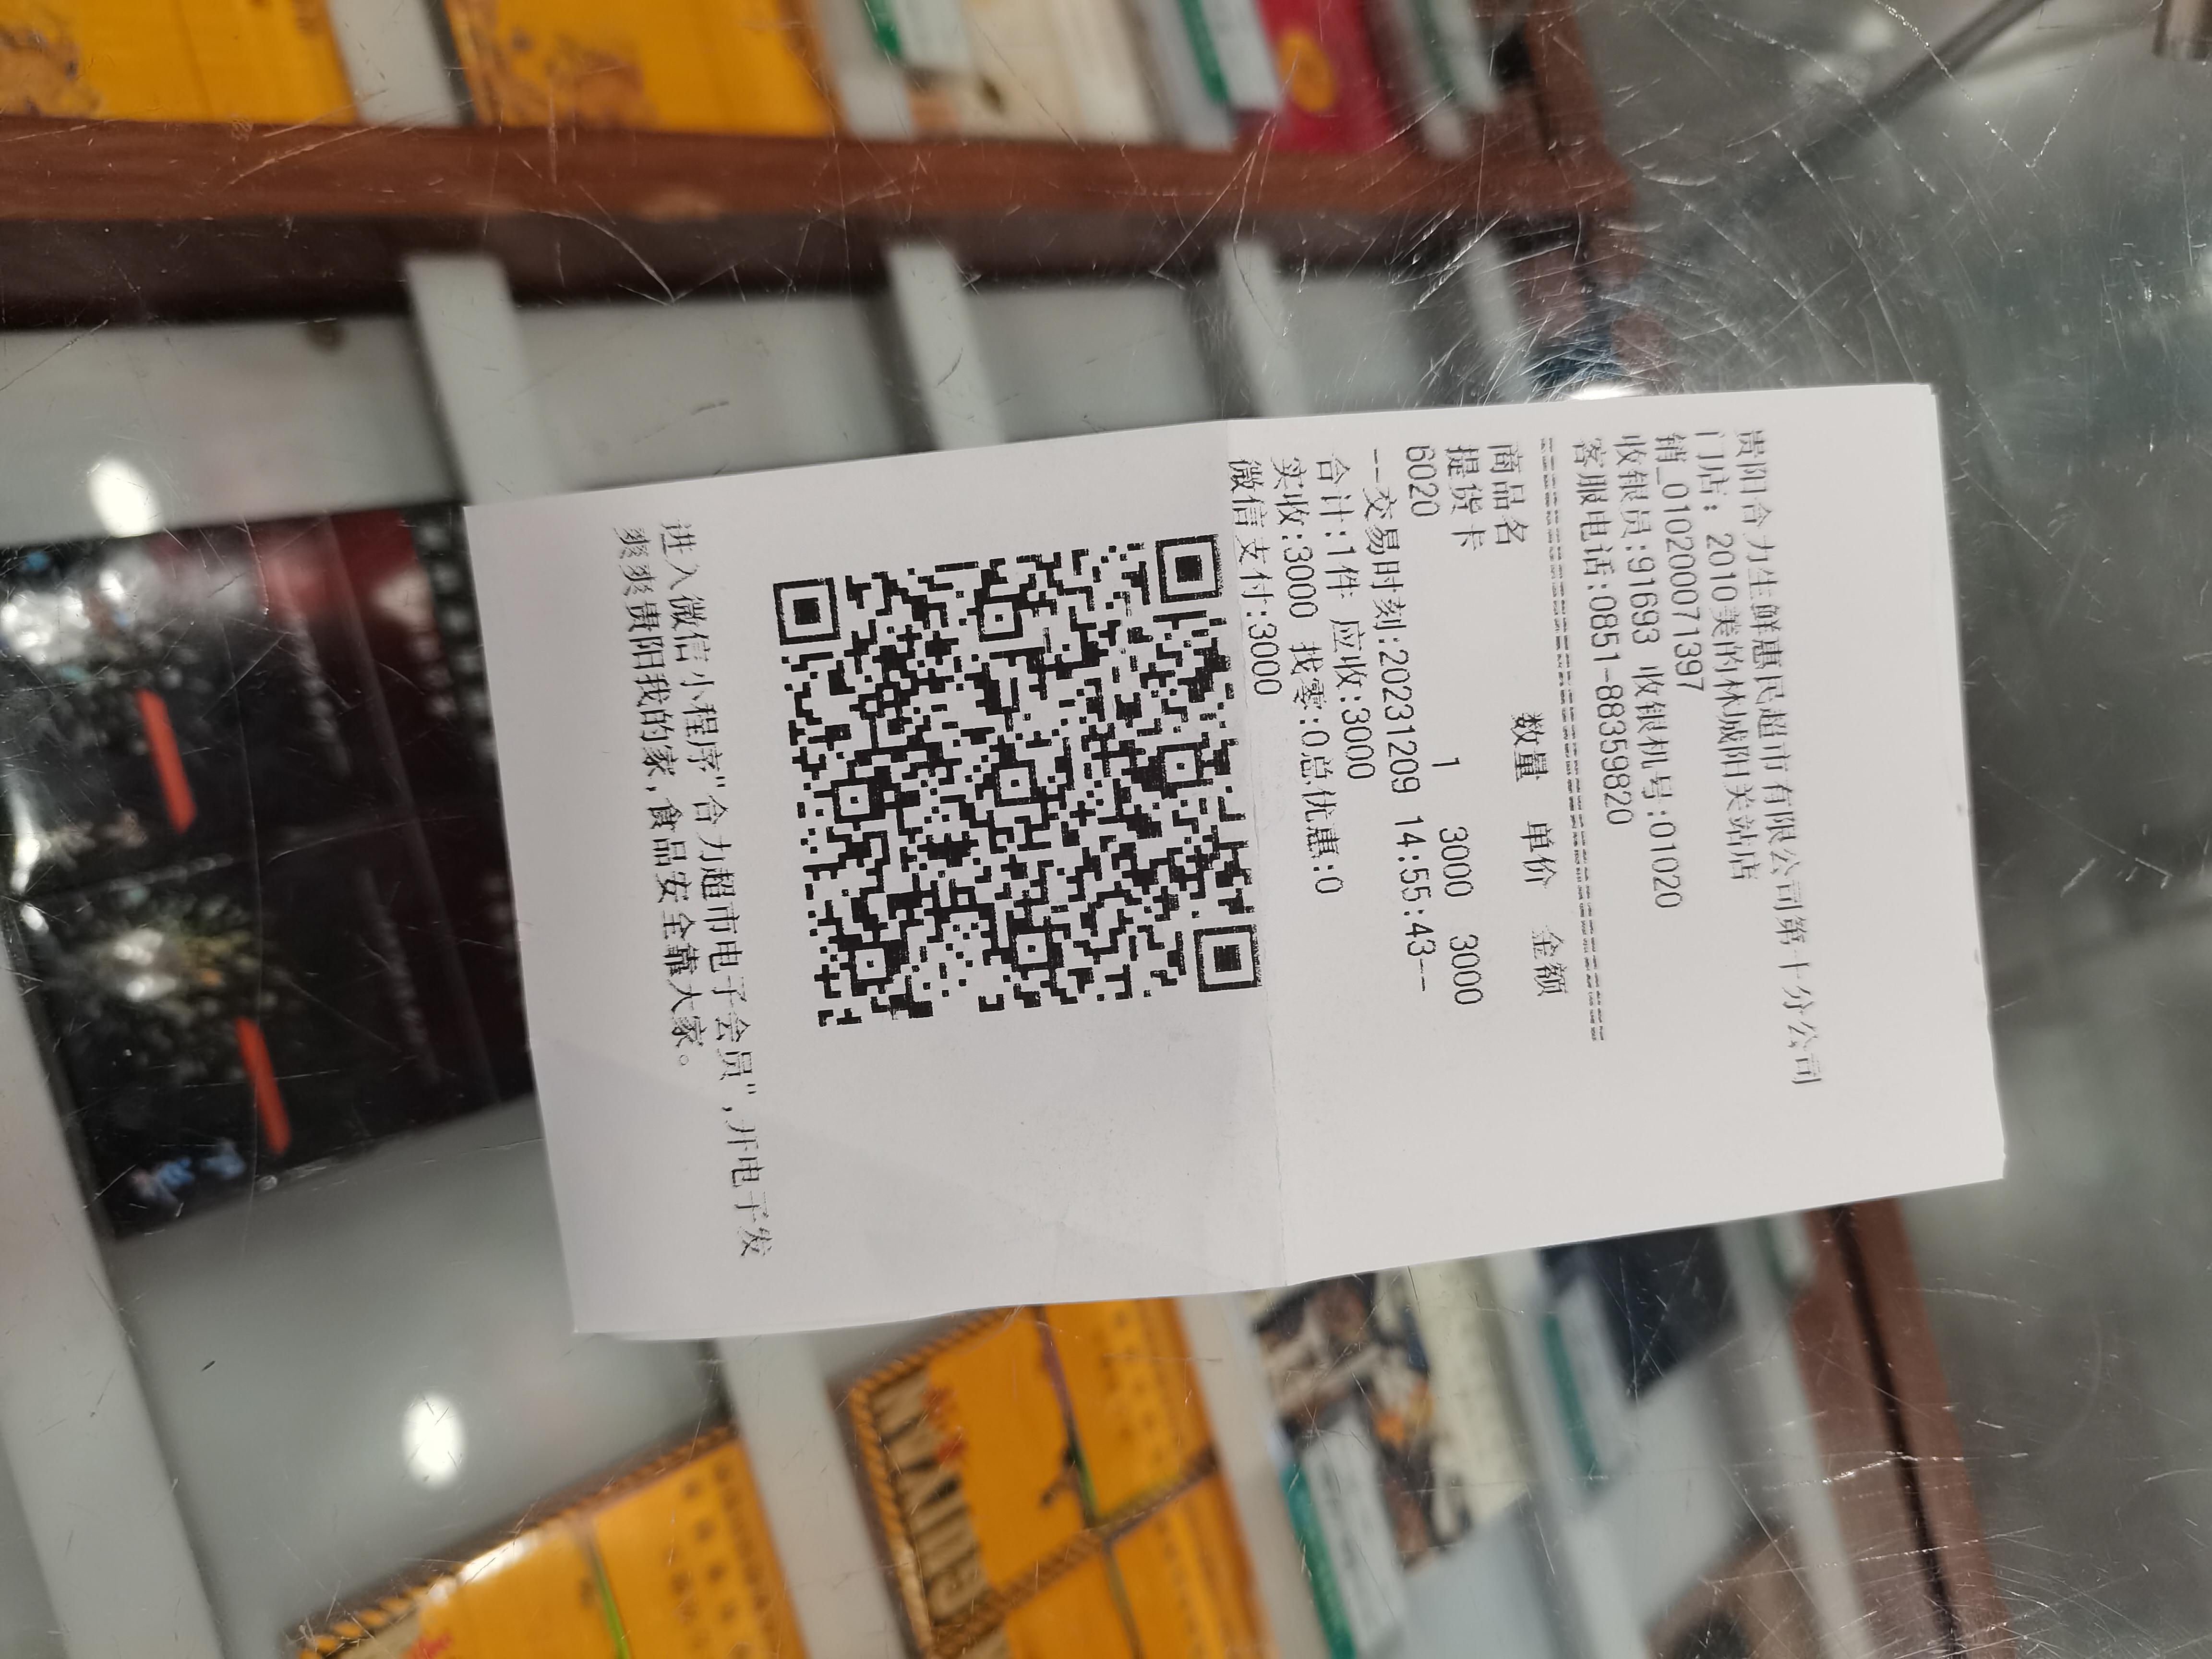 贵阳合力生鲜惠民超市有限公司第十分公司
门店：2010美的林城阳关站店
销_0102000071397
收银员:91693 收银机号:01020
客服电话:0851-88359820
================================
商品名 数量 单价 金额
提货卡 1 3000 3000
6020
--交易时刻:20231209 14:55:43--
合计:1件 应收:3000
实收:3000 找零:0总优惠:0
微信支付:3000
进入微信小程序"合力超市电子会员",开电子发
爽爽贵阳我的家,食品安全靠大家。